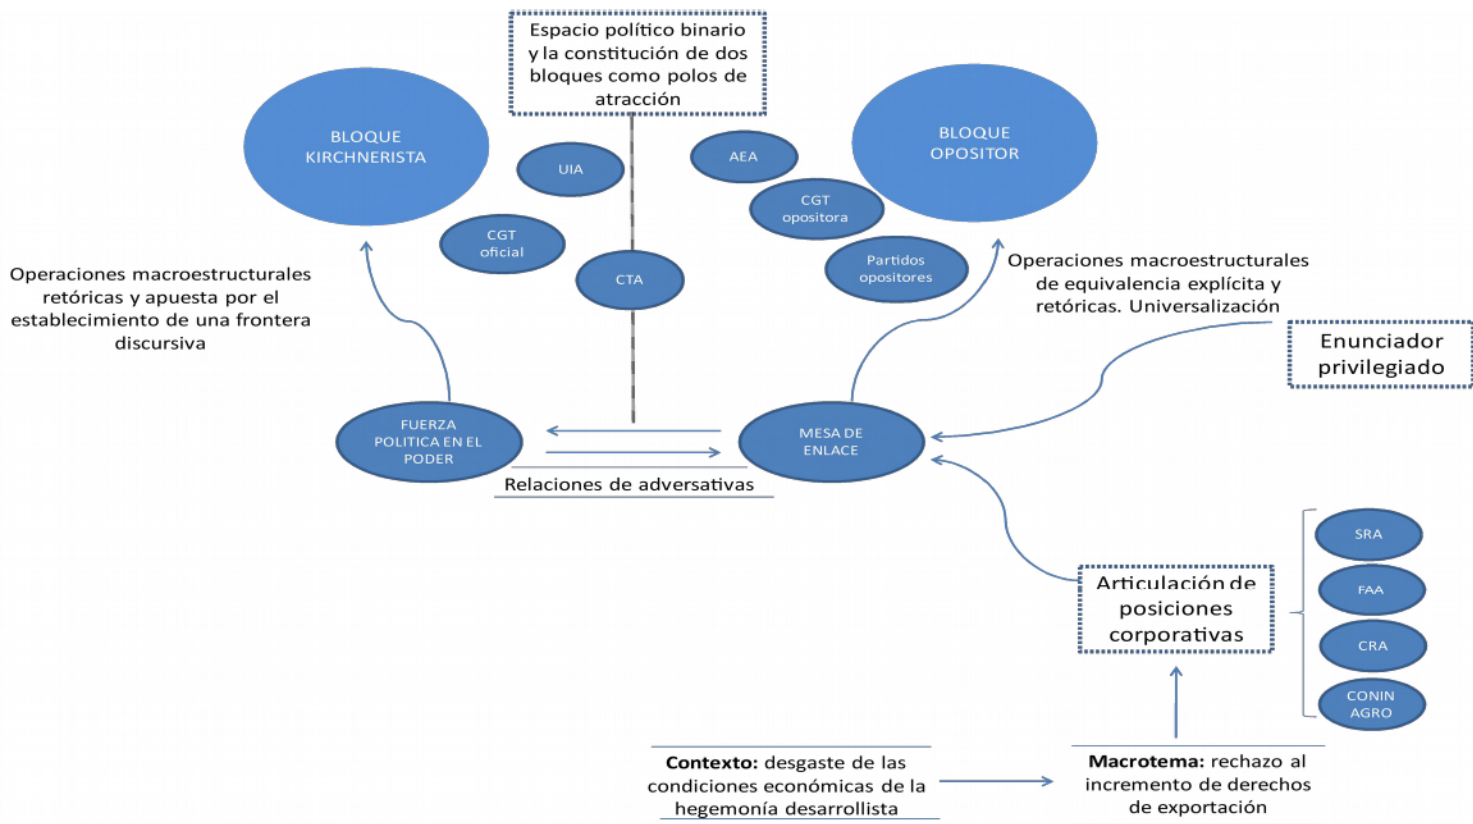 Espacio político binario
y la constitución de dos
bloques como polos de
atracción
BLOQUE
KIRCHNERISTA
BLOQUE
OPOSITOR
UIA
AEA
CGT
opositora
CGT
oficial
CTA
Partidos
opositores
Operaciones macroestructurales
retóricas y apuesta por el
establecimiento de una frontera
discursiva
Operaciones macroestructurales
de equivalencia explícita y
retóricas. Universalización
Enunciador
privilegiado
FUERZA
POLITICA EN EL
PODER
MESA DE
ENLACE
Relaciones de adversativas
SRA
FAA
CRA
CONIN
AGRO
Articulación de
posiciones
corporativas
Contexto: desgaste de las
condiciones económicas de la
hegemonía desarrollista
Macrotema: rechazo al
incremento de derechos
de exportación